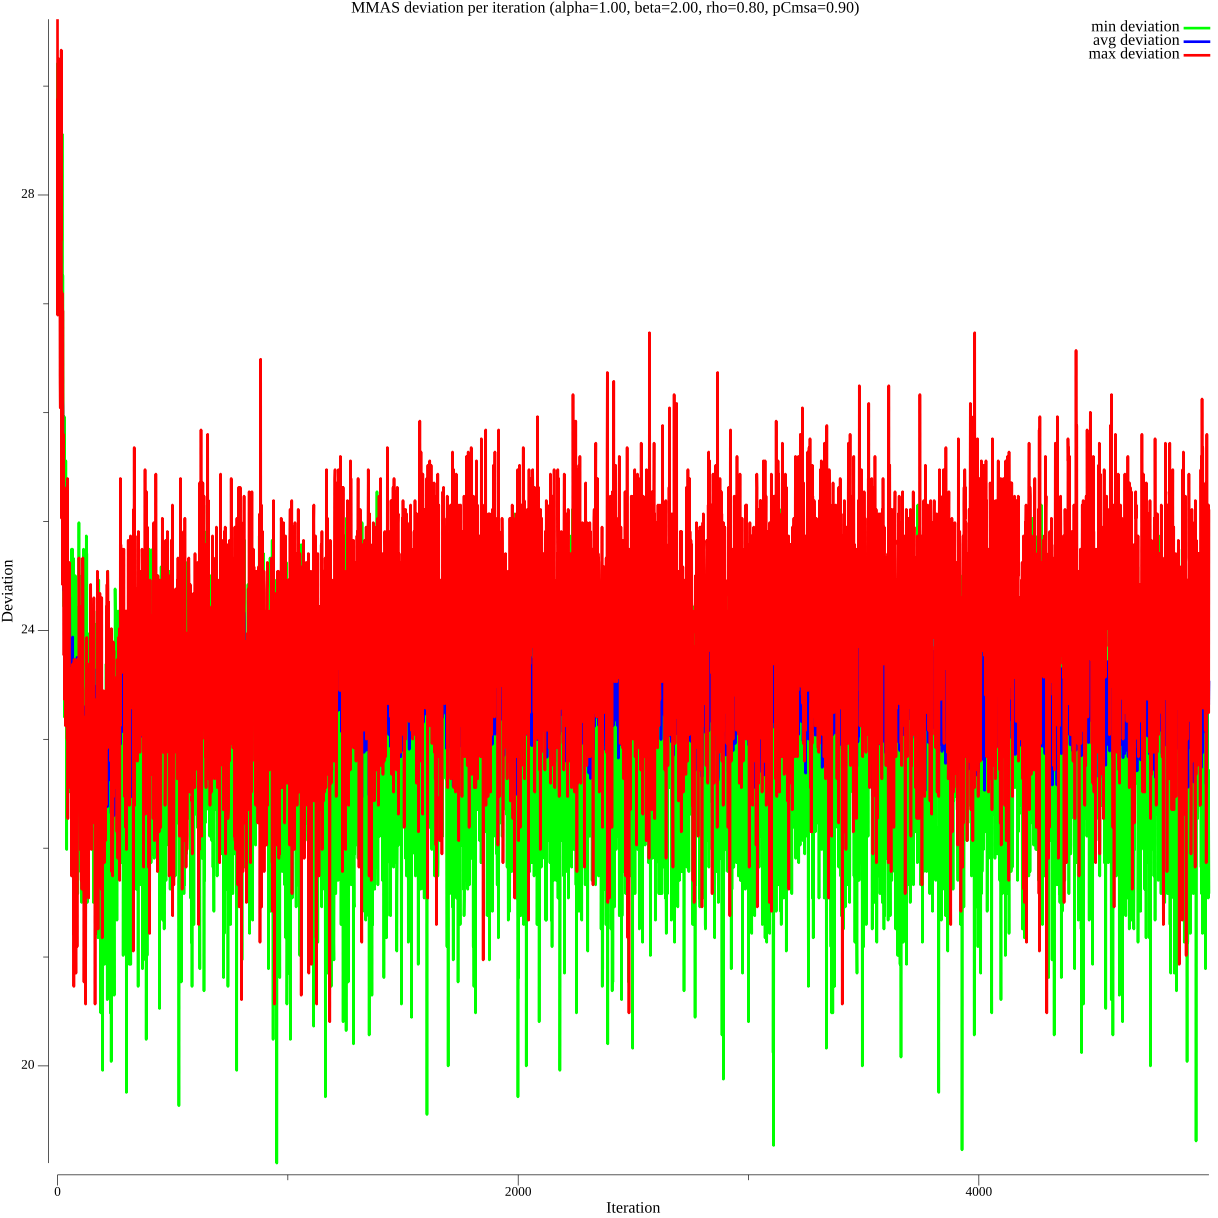 MMAS deviation per iteration (alpha=1.00, beta=2.00, rho=0.80, pCmsa=0.90)
min deviation
avg deviation
max deviation
28
24
20
Deviation
0
2000
4000
Iteration